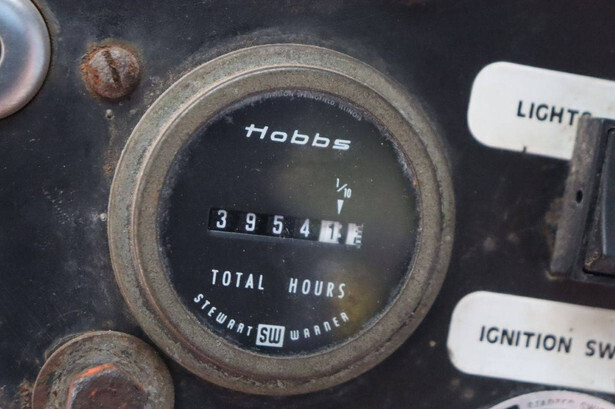 Hobbs
1/10
39541
TOTAL HOURS
STEWART SW WARNER
LIGHTS
IGNITION SW